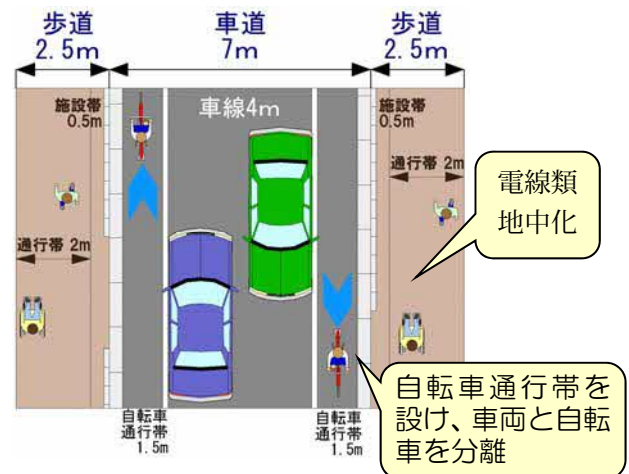 歩道
2.5m
車道
7m
歩道
2.5m
施設帯
0.5m
車線4m
施設帯
0.5m
通行帯 2m
通行帯 2m
電線類
地中化
自転車
通行帯
1.5m
自転車
通行帯
1.5m
自転車通行帯を
設け、車両と自転
車を分離